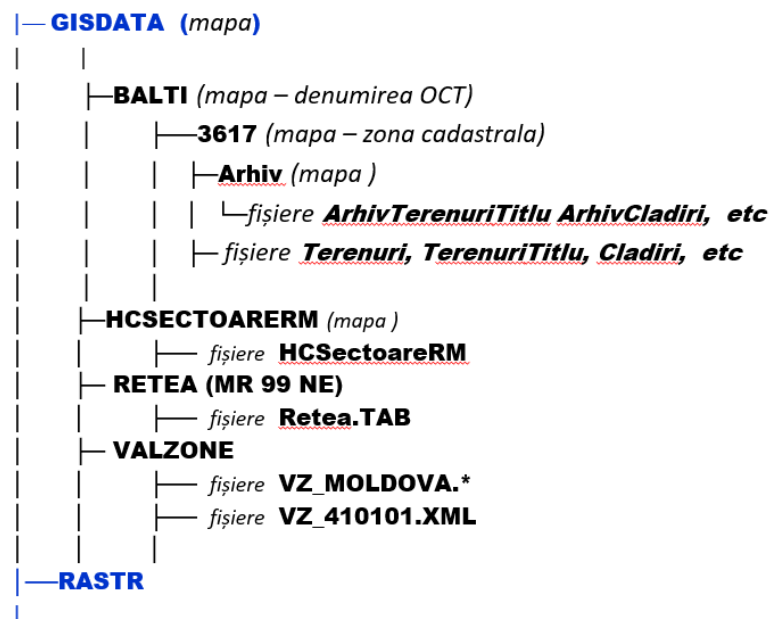 GISDATA (mapa)
BALTI (mapa – denumirea OCT)
3617 (mapa – zona cadastrala)
Arhiv (mapa )
fișiere ArhivTerenuriTitlu ArhivCladiri, etc
fișiere Terenuri, TerenuriTitlu, Cladiri, etc
HCSECTOARERM (mapa )
fișiere HCSectoareRM
RETEA (MR 99 NE)
fișiere Retea.TAB
VALZONE
fișiere VZ_MOLDOVA.*
fișiere VZ_410101.XML
RASTR